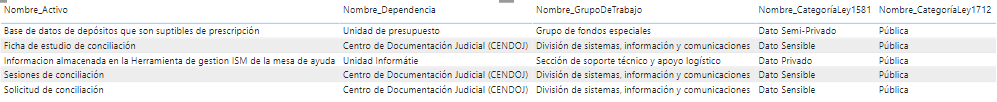 Nombre_Activo Nombre_Dependencia Nombre_GrupoDeTrabajo Nombre_CategoríaLey1581 Nombre_CategoríaLey1712
Base de datos de depósitos que son suptibles de prescripción Unidad de presupuesto Grupo de fondos especiales Dato Semi-Privado Pública
Ficha de estudio de conciliación Centro de Documentación Judicial (CENDOJ) División de sistemas, información y comunicaciones Dato Sensible Pública
Informacion almacenada en la Herramienta de gestion ISM de la mesa de ayuda Unidad Informátie Sección de soporte técnico y apoyo logístico Dato Privado Pública
Sesiones de conciliación Centro de Documentación Judicial (CENDOJ) División de sistemas, información y comunicaciones Dato Sensible Pública
Solicitud de conciliación Centro de Documentación Judicial (CENDOJ) División de sistemas, información y comunicaciones Dato Sensible Pública